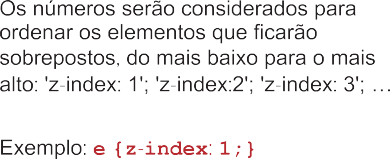 Os números serão considerados para
ordenar os elementos que ficarão
sobrepostos, do mais baixo para o mais
alto: 'z-index: 1'; 'z-index:2'; 'z-index: 3'; ...
Exemplo: e {z-index: 1;}